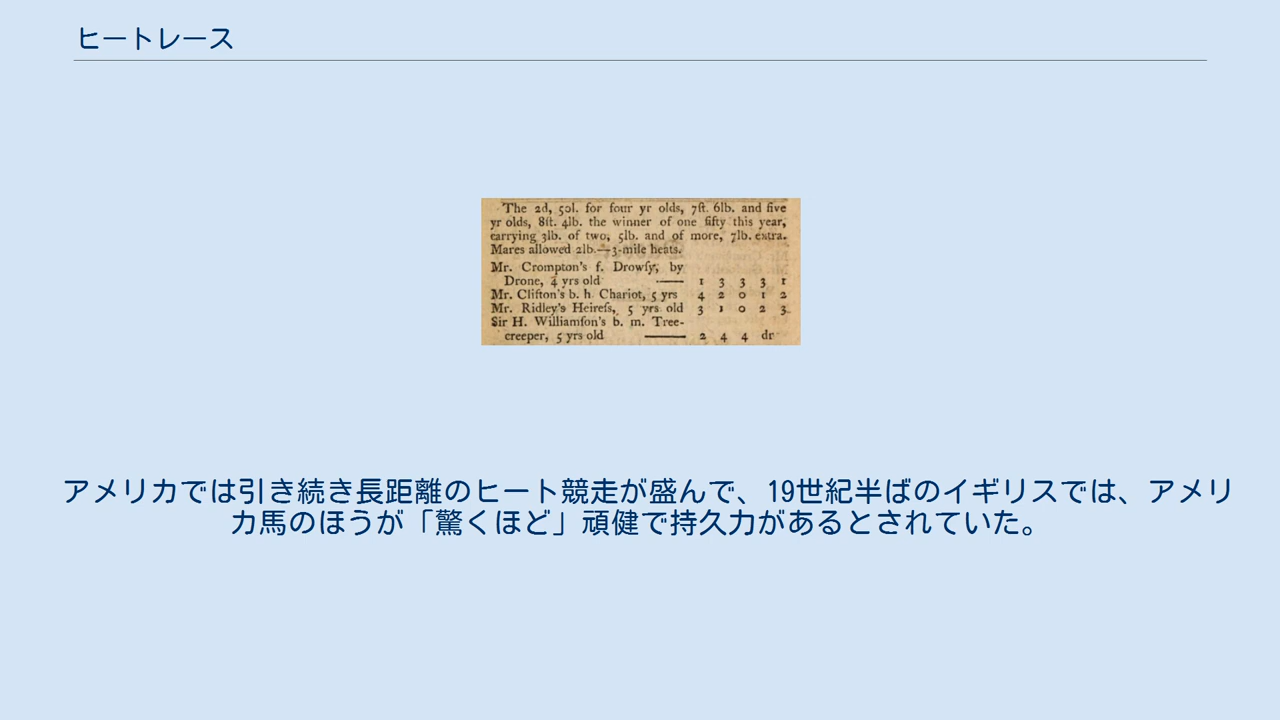 ヒートレース
The 2d, 50l. for four yr olds, 7ſt. 6lb. and five
yr olds, 8ſt. 4lb. the winner of one fifty this year,
carrying 3lb. of two, 5lb. and of more, 7lb. extra.
Mares allowed 2lb.—3-mile heats.
Mr. Crompton's f. Drowſy, by
Drone, 4 yrs old —— 1 3 3 3 1
Mr. Clifton's b. h. Chariot, 5 yrs 4 2 0 1 2
Mr. Ridley's Heireſs, 5 yrs old 3 1 0 2 3
Sir H. Williamſon's b. m. Tree-
creeper, 5 yrs old —— 2 4 4 dr
アメリカでは引き続き長距離のヒート競走が盛んで、19世紀半ばのイギリスでは、アメリ
カ馬のほうが「驚くほど」頑健で持久力があるとされていた。